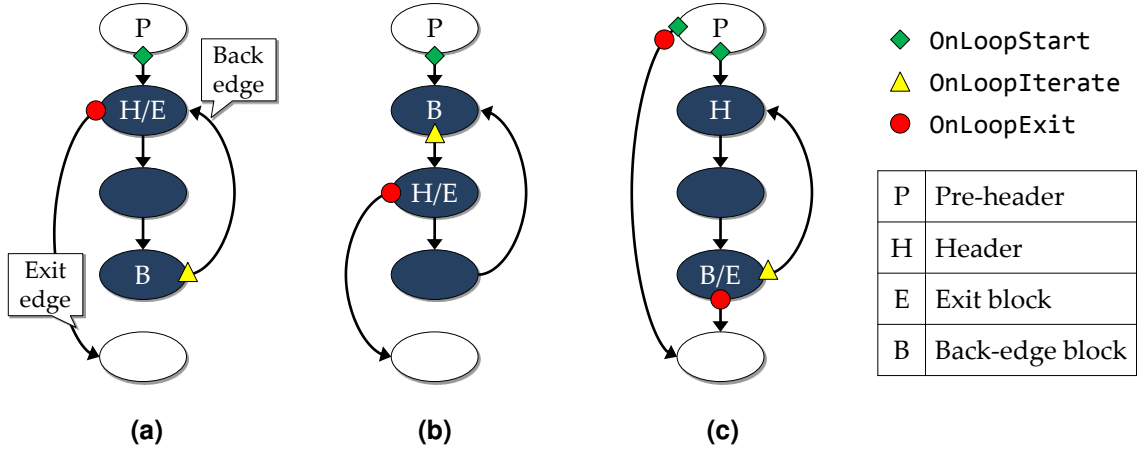 P
H/E
B
Back
edge
Exit
edge
(a)
P
B
H/E
(b)
P
H
B/E
(c)
OnLoopStart
OnLoopIterate
OnLoopExit
P Pre-header
H Header
E Exit block
B Back-edge block